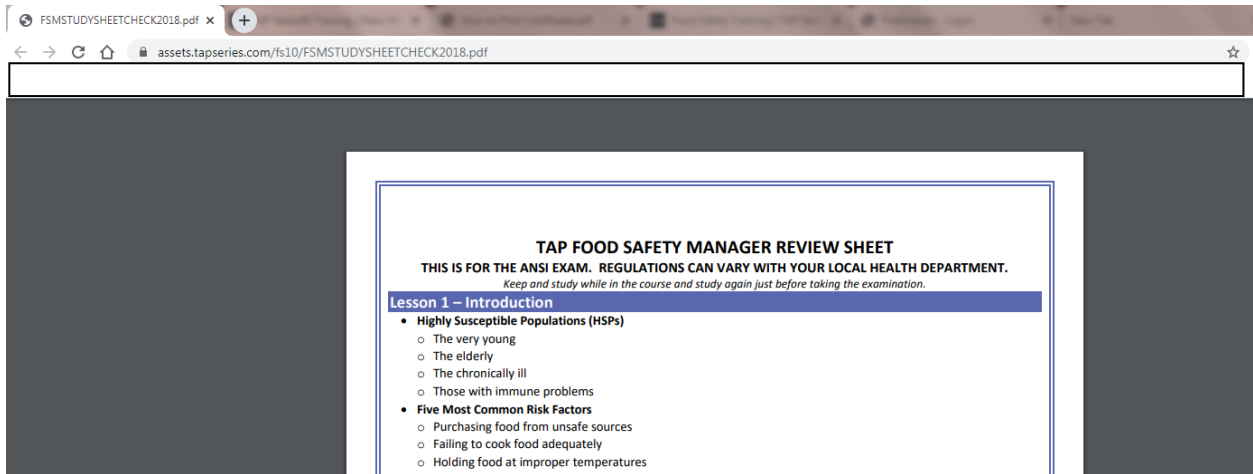 FSMSTUDYSHEETCHECK2018.pdf
assets.tapseries.com/fs10/FSMSTUDYSHEETCHECK2018.pdf
TAP FOOD SAFETY MANAGER REVIEW SHEET
THIS IS FOR THE ANSI EXAM. REGULATIONS CAN VARY WITH YOUR LOCAL HEALTH DEPARTMENT.
Keep and study while in the course and study again just before taking the examination.
Lesson 1 – Introduction
• Highly Susceptible Populations (HSPs)
o The very young
o The elderly
o The chronically ill
o Those with immune problems
• Five Most Common Risk Factors
o Purchasing food from unsafe sources
o Failing to cook food adequately
o Holding food at improper temperatures